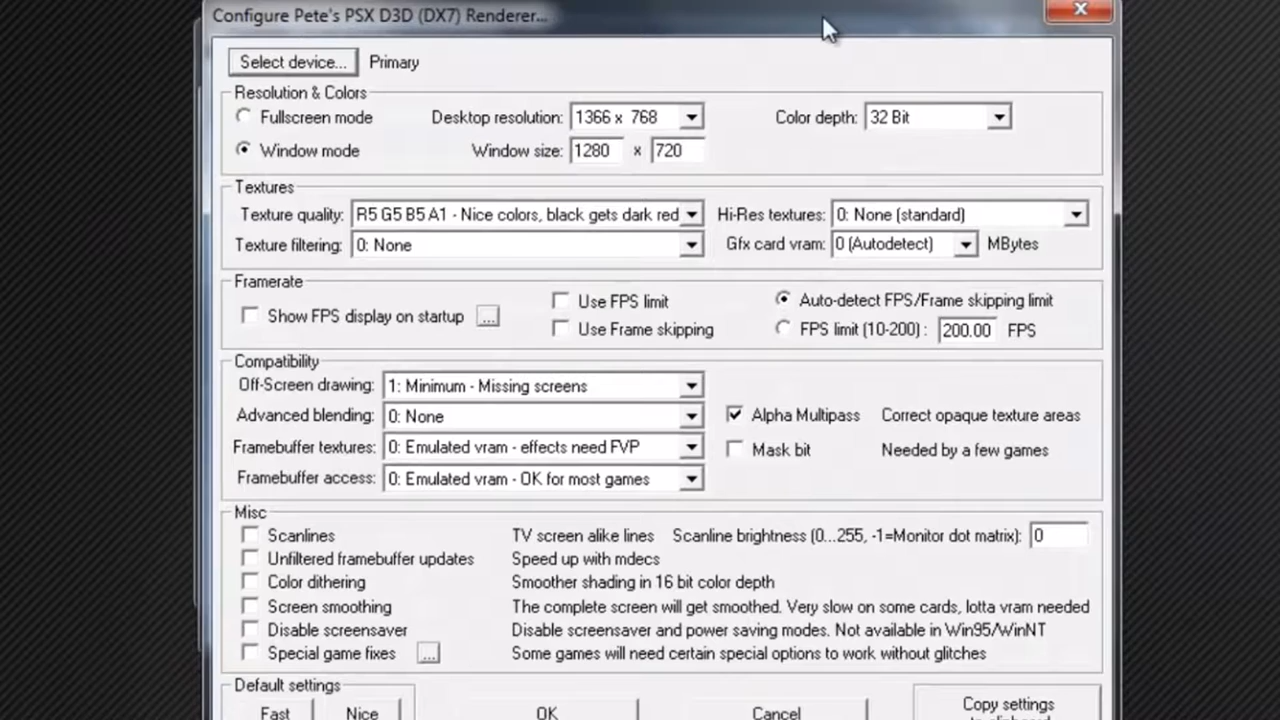 Configure Pete's PSX D3D (DX7) Renderer...
Select device... Primary
Resolution & Colors
Fullscreen mode Desktop resolution: 1366 x 768 Color depth: 32 Bit
Window mode Window size: 1280 x 720
Textures
Texture quality: R5 G5 B5 A1 - Nice colors, black gets dark red Hi-Res textures: 0: None (standard)
Texture filtering: 0: None Gfx card vram: 0 (Autodetect) MBytes
Framerate
Use FPS limit Auto-detect FPS/Frame skipping limit
Show FPS display on startup ...
Use Frame skipping FPS limit (10-200) : 200.00 FPS
Compatibility
Off-Screen drawing: 1: Minimum - Missing screens
Advanced blending: 0: None Alpha Multipass Correct opaque texture areas
Framebuffer textures: 0: Emulated vram - effects need FVP Mask bit Needed by a few games
Framebuffer access: 0: Emulated vram - OK for most games
Misc
Scanlines TV screen alike lines Scanline brightness (0...255, -1=Monitor dot matrix): 0
Unfiltered framebuffer updates Speed up with mdecs
Color dithering Smoother shading in 16 bit color depth
Screen smoothing The complete screen will get smoothed. Very slow on some cards, lotta vram needed
Disable screensaver Disable screensaver and power saving modes. Not available in Win95/WinNT
Special game fixes ... Some games will need certain special options to work without glitches
Default settings
Fast Nice OK Cancel Copy settings
to clipboard